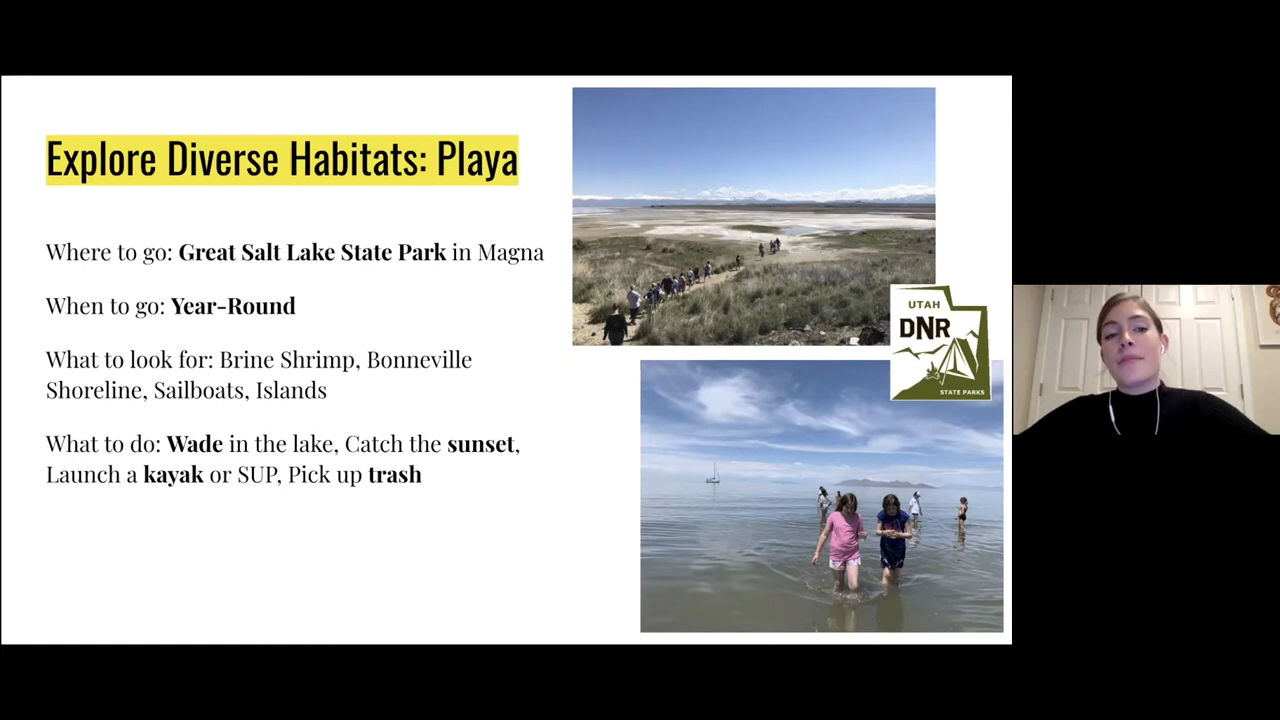 Explore Diverse Habitats: Playa
Where to go: Great Salt Lake State Park in Magna
When to go: Year-Round
What to look for: Brine Shrimp, Bonneville
Shoreline, Sailboats, Islands
What to do: Wade in the lake, Catch the sunset,
Launch a kayak or SUP, Pick up trash
UTAH
DNR
STATE PARKS